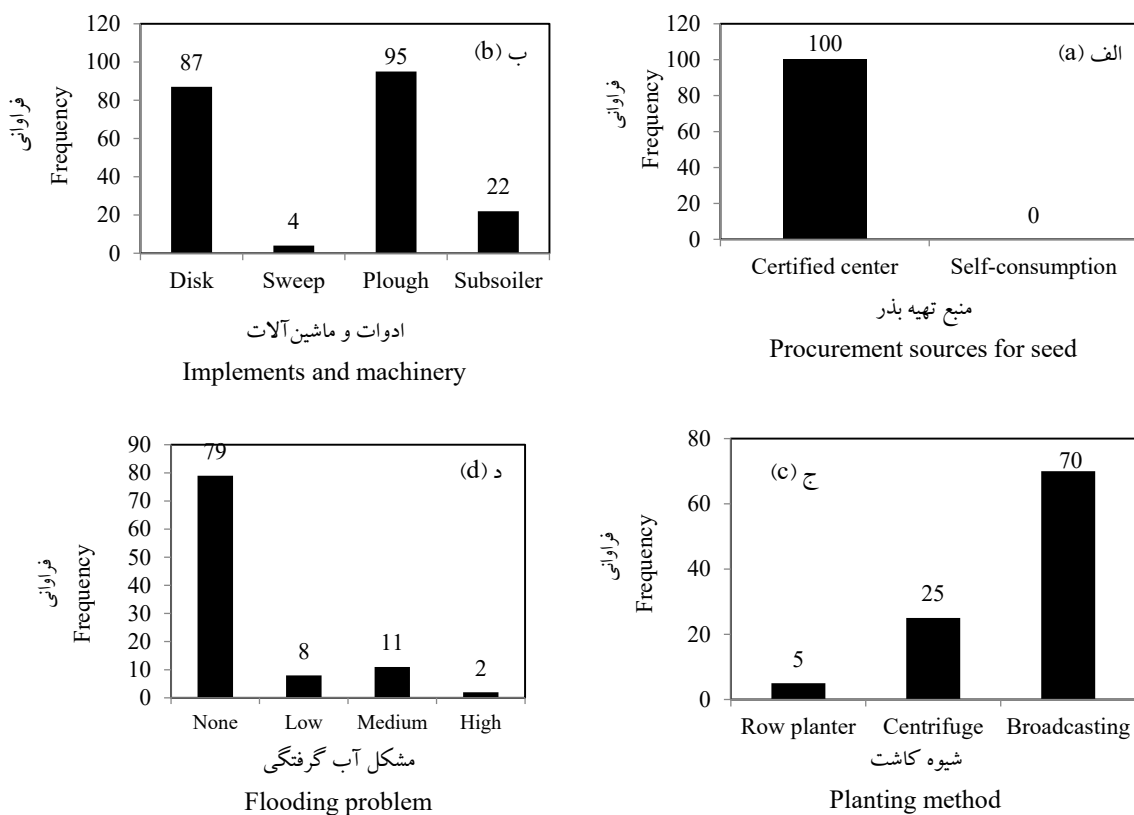 الف (a)
120
100
80
60
40
20
0
فراوانی
Frequency
100
0
Certified center
Self-consumption
منبع تهیه بذر
Procurement sources for seed
ب (b)
120
100
80
60
40
20
0
فراوانی
Frequency
87
4
95
22
Disk
Sweep
Plough
Subsoiler
ادوات و ماشین‌آلات
Implements and machinery
ج (c)
80
60
40
20
0
فراوانی
Frequency
5
25
70
Row planter
Centrifuge
Broadcasting
شیوه کاشت
Planting method
د (d)
90
80
70
60
50
40
30
20
10
0
فراوانی
Frequency
79
8
11
2
None
Low
Medium
High
مشکل آب گرفتگی
Flooding problem